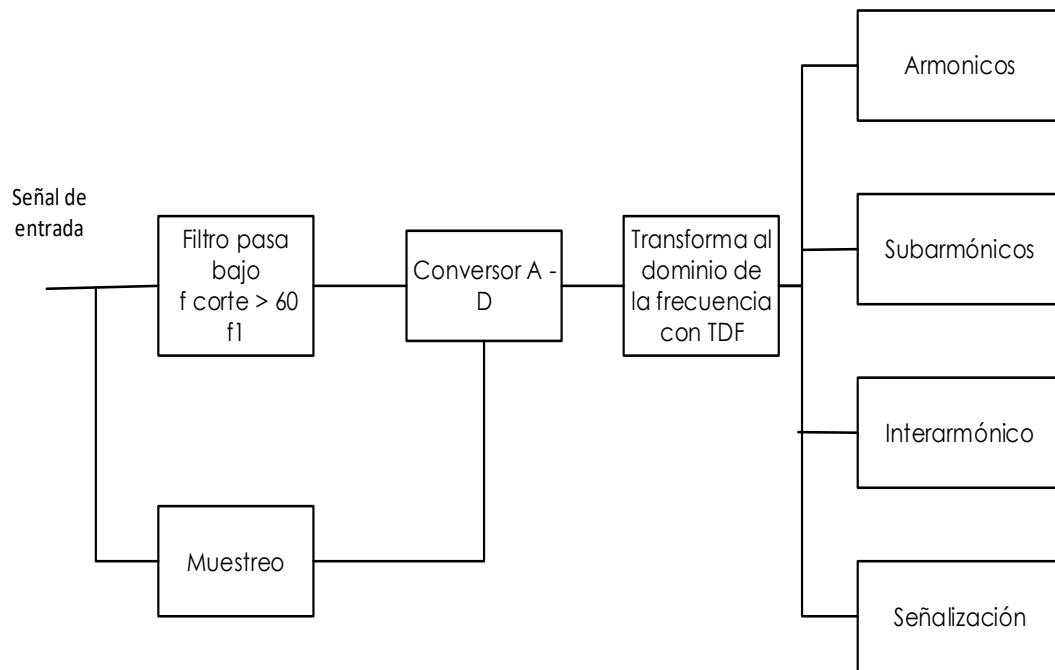 Señal de
entrada
Filtro pasa
bajo
f corte > 60
f1
Conversor A -
D
Transforma al
dominio de
la frecuencia
con TDF
Muestreo
Armonicos
Subarmónicos
Interarmónico
Señalización